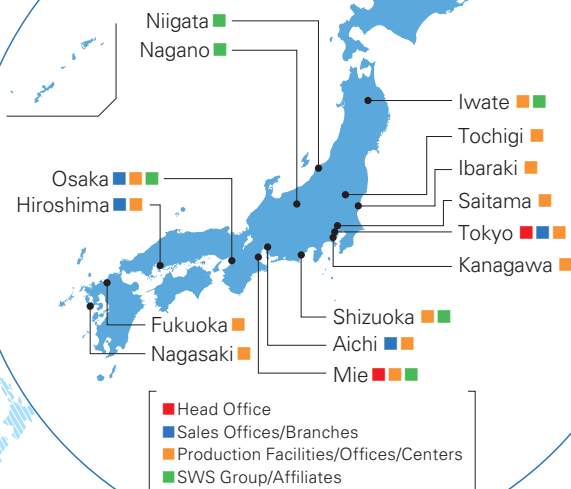 Niigata
Nagano
Iwate
Tochigi
Ibaraki
Saitama
Tokyo
Kanagawa
Osaka
Hiroshima
Fukuoka
Nagasaki
Shizuoka
Aichi
Mie
Head Office
Sales Offices/Branches
Production Facilities/Offices/Centers
SWS Group/Affiliates